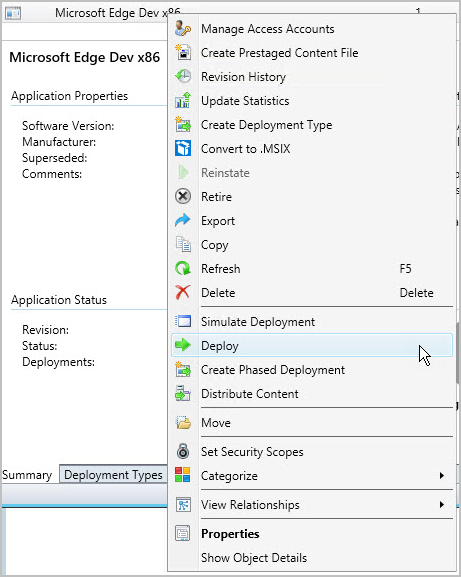 Microsoft Edge Dev x86 1
Microsoft Edge Dev x86
Application Properties
Software Version:
Manufacturer:
Superseded:
Comments:
Application Status
Revision:
Status:
Deployments:
Summary Deployment Types
Manage Access Accounts
Create Prestaged Content File
Revision History
Update Statistics
Create Deployment Type
Convert to .MSIX
Reinstate
Retire
Export
Copy
Refresh F5
Delete Delete
Simulate Deployment
Deploy
Create Phased Deployment
Distribute Content
Move
Set Security Scopes
Categorize
View Relationships
Properties
Show Object Details